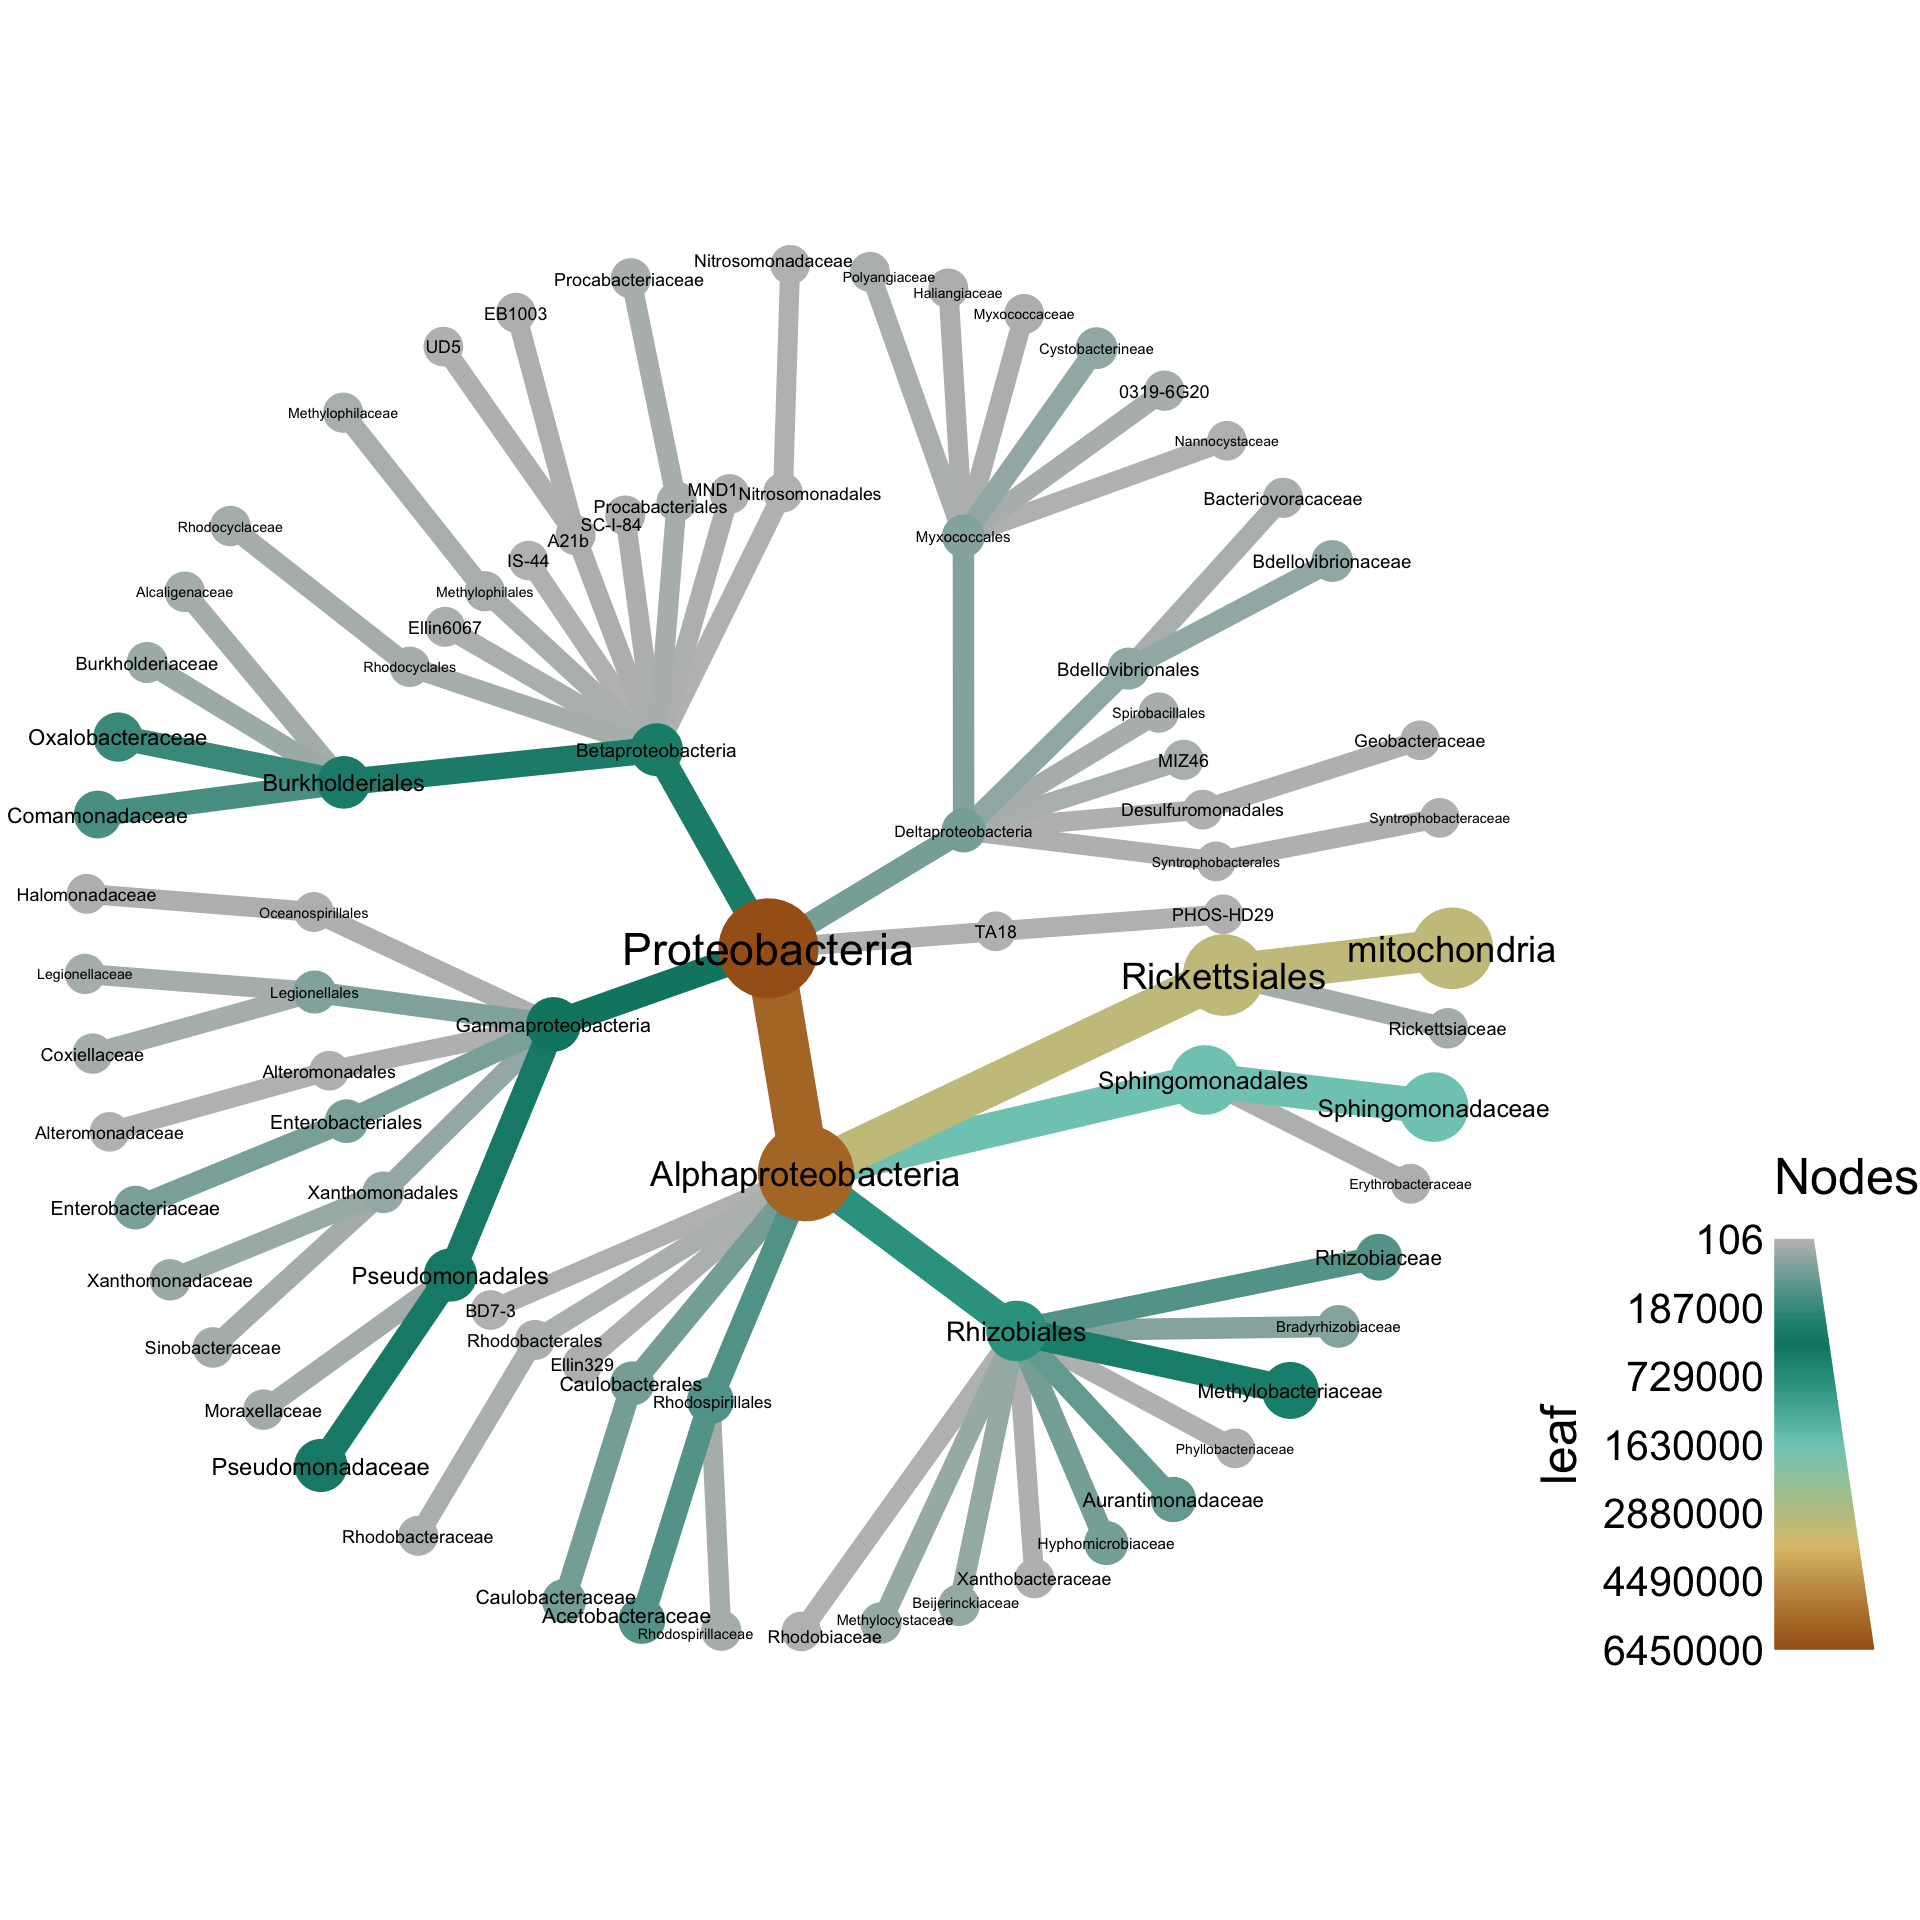 Nitrosomonadaceae
Procabacteriaceae
Polyangiaceae
Haliangiaceae
EB1003
Myxococcaceae
UD5
Cystobacterineae
0319-6G20
Methylophilaceae
Nannocystaceae
MND1
Nitrosomonadales
Bacteriovoracaceae
Procabacteriales
Rhodocyclaceae
SC-I-84
A21b
Myxococcales
IS-44
Bdellovibrionaceae
Alcaligenaceae
Methylophilales
Ellin6067
Burkholderiaceae
Rhodocyclales
Bdellovibrionales
Spirobacillales
Oxalobacteraceae
Geobacteraceae
Betaproteobacteria
MIZ46
Burkholderiales
Desulfuromonadales
Comamonadaceae
Syntrophobacteraceae
Deltaproteobacteria
Syntrophobacterales
Halomonadaceae
Oceanospirillales
PHOS-HD29
TA18
Proteobacteria
mitochondria
Rickettsiales
Legionellaceae
Legionellales
Gammaproteobacteria
Rickettsiaceae
Coxiellaceae
Alteromonadales
Sphingomonadales
Sphingomonadaceae
Enterobacteriales
Alteromonadaceae
Alphaproteobacteria
Erythrobacteraceae
Xanthomonadales
Enterobacteriaceae
Rhizobiaceae
Pseudomonadales
Xanthomonadaceae
BD7-3
Bradyrhizobiaceae
Rhizobiales
Rhodobacterales
Sinobacteraceae
Ellin329
Caulobacterales
Methylobacteriaceae
Rhodospirillales
Moraxellaceae
Phyllobacteriaceae
Pseudomonadaceae
Aurantimonadaceae
Rhodobacteraceae
Hyphomicrobiaceae
Xanthobacteraceae
Caulobacteraceae
Beijerinckiaceae
Acetobacteraceae
Methylocystaceae
Rhodospirillaceae
Rhodobiaceae
Nodes
106
187000
729000
1630000
2880000
4490000
6450000
leaf